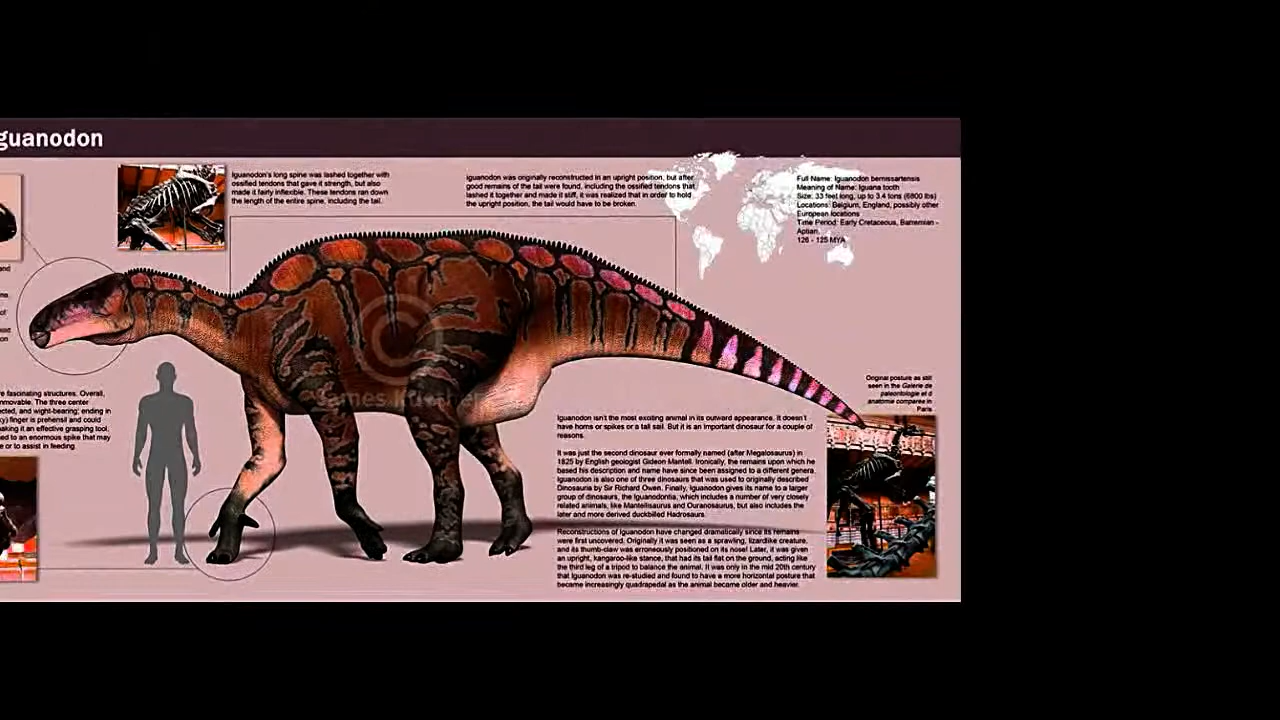 guanodon
Iguanodon's long spine was lashed together with
ossified tendons that gave it strength, but also
made it fairly inflexible. These tendons ran down
the length of the entire spine, including the tail.
Iguanodon was originally reconstructed in an upright position, but after
good remains of the tail were found, including the ossified tendons that
lashed it together and made it stiff, it was realized that in order to hold
the upright position, the tail would have to be broken.
Full Name: Iguanodon bernissartensis
Meaning of Name: Iguana tooth
Size: 33 feet long, up to 3.4 tons (6800 lbs)
Locations: Belgium, England, possibly other
European locations
Time Period: Early Cretaceous, Barremian -
Aptian,
126 - 125 MYA
and
of
on
e fascinating structures. Overall,
mmovable. The three center
cted, and wight-bearing; ending in
ky) finger is prehensil and could
aking it an effective grasping tool.
ed to an enormous spike that may
e or to assist in feeding.
Original posture as still
seen in the Galerie de
paleontologie et d
anatomie comparee in
Paris
Iguanodon isn't the most exciting animal in its outward appearance. It doesn't
have horns or spikes or a tall sail. But it is an important dinosaur for a couple of
reasons.
It was just the second dinosaur ever formally named (after Megalosaurus) in
1825 by English geologist Gideon Mantell. Ironically, the remains upon which he
based his description and name have since been assigned to a different genera.
Iguanodon is also one of three dinosaurs that was used to originally described
Dinosauria by Sir Richard Owen. Finally, Iguanodon gives its name to a larger
group of dinosaurs, the Iguanodontia, which includes a number of very closely
related animals, like Mantellisaurus and Ouranosaurus, but also includes the
later and more derived duckbilled Hadrosaurs.
Reconstructions of Iguanodon have changed dramatically since its remains
were first uncovered. Originally it was seen as a sprawling, lizardlike creature,
and its thumb-claw was erroneously positioned on its nose! Later, it was given
an upright, kangaroo-like stance, that had its tail flat on the ground, acting like
the third leg of a tripod to balance the animal. It was only in the mid 20th century
that Iguanodon was re-studied and found to have a more horizontal posture that
became increasingly quadrapedal as the animal became older and heavier.